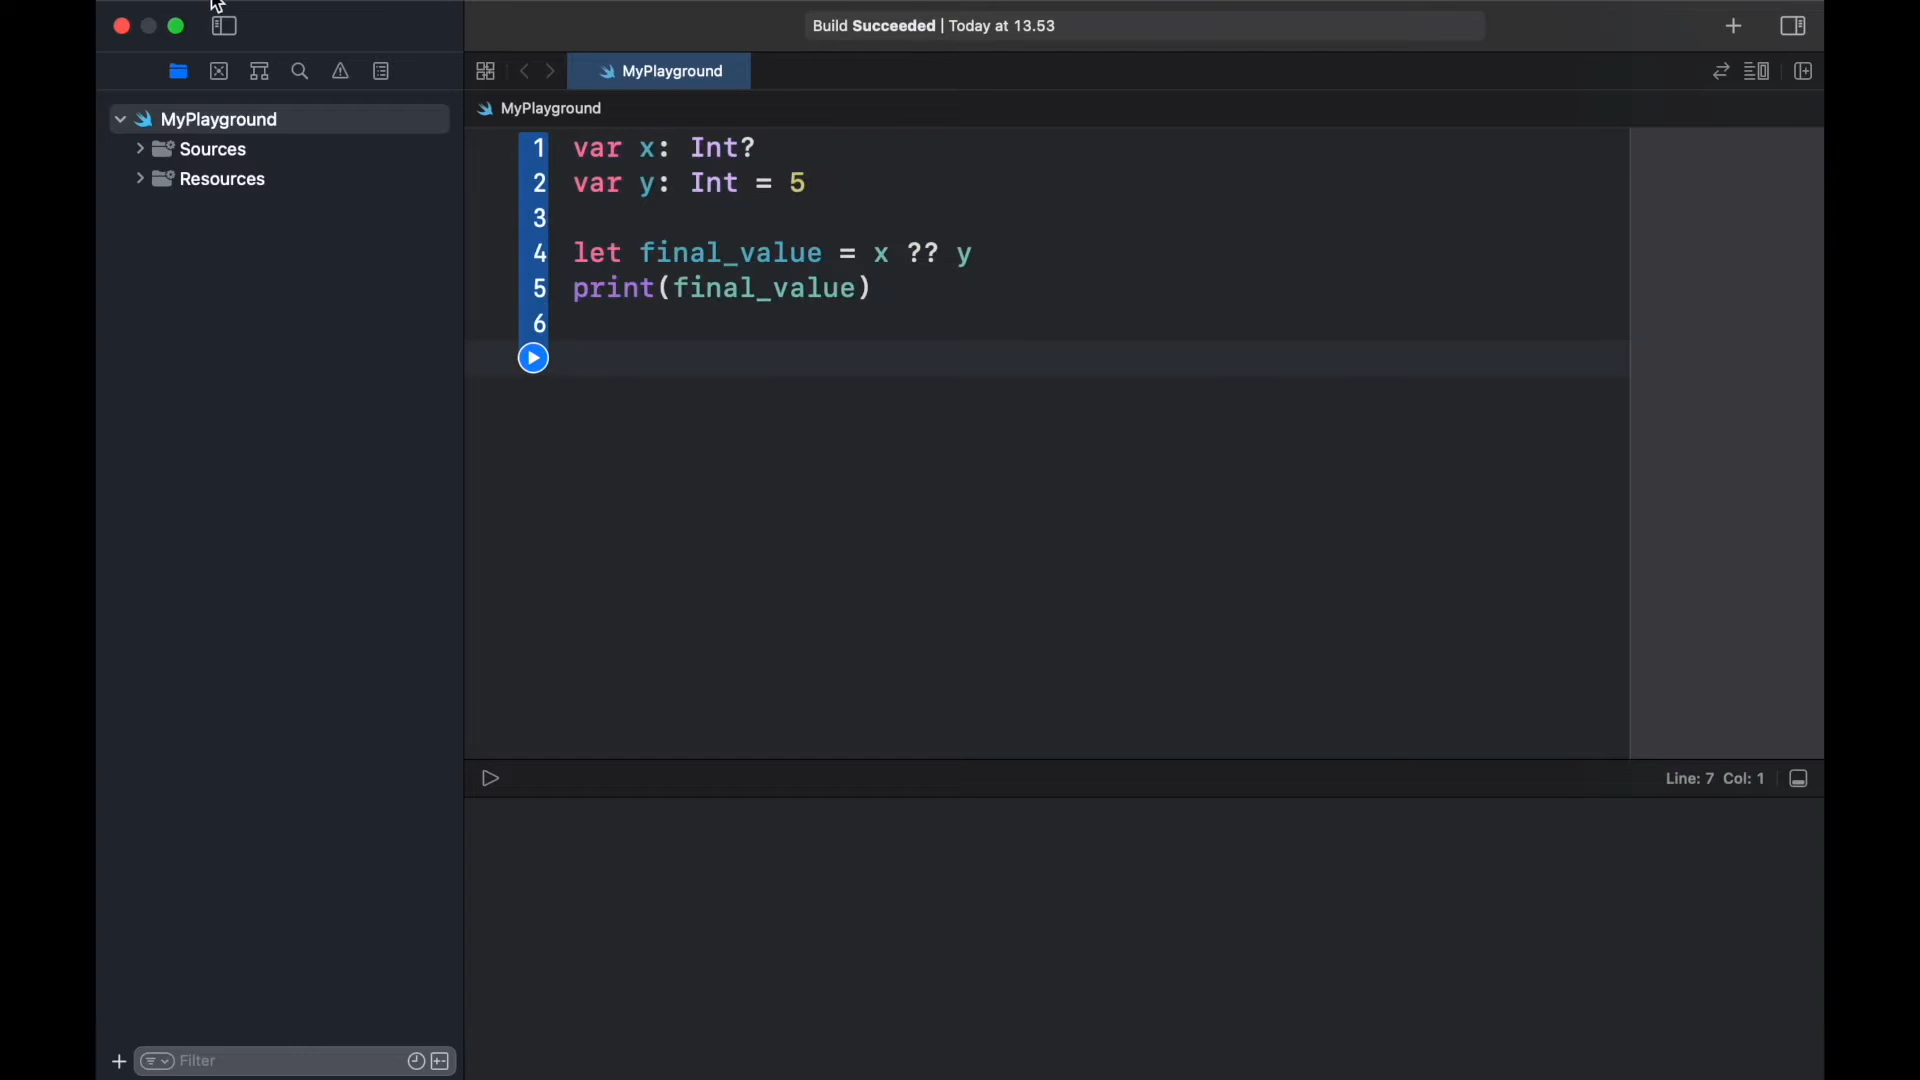 Build Succeeded | Today at 13.53
MyPlayground
MyPlayground
MyPlayground
Sources
Resources
1 var x: Int?
2 var y: Int = 5
3
4 let final_value = x ?? y
5 print(final_value)
6
Line: 7 Col: 1
Filter